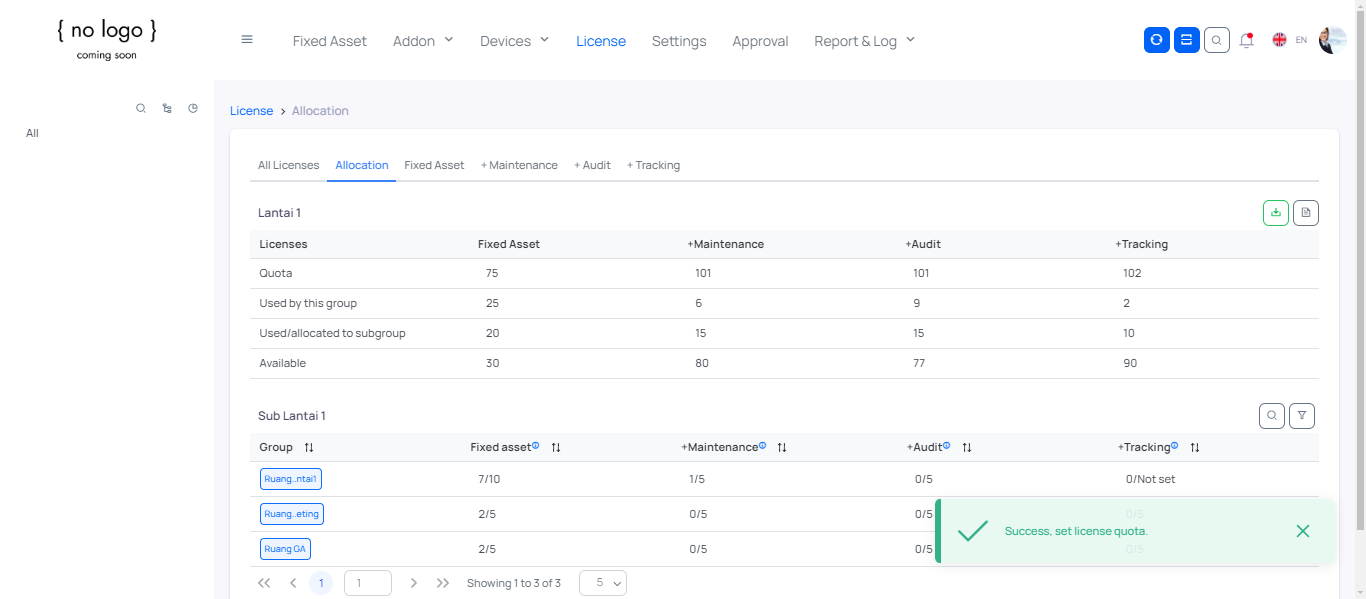 { no logo }
coming soon
Fixed Asset Addon Devices License Settings Approval Report & Log EN
All
License > Allocation
All Licenses Allocation Fixed Asset + Maintenance + Audit + Tracking
Lantai 1
Licenses Fixed Asset +Maintenance +Audit +Tracking
Quota 75 101 101 102
Used by this group 25 6 9 2
Used/allocated to subgroup 20 15 15 10
Available 30 80 77 90
Sub Lantai 1
Group Fixed asset +Maintenance +Audit +Tracking
Ruang..ntai1 7/10 1/5 0/5 0/Not set
Ruang..eting 2/5 0/5 0/5 0/5
Success, set license quota.
Ruang GA 2/5 0/5 0/5 0/5
<< < 1 1 > >> Showing 1 to 3 of 3 5